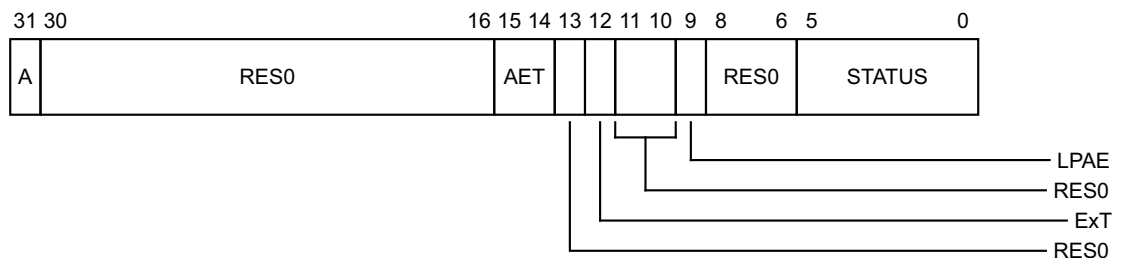 31 30 16 15 14 13 12 11 10 9 8 6 5 0
A RES0 AET RES0 STATUS
LPAE
RES0
ExT
RES0